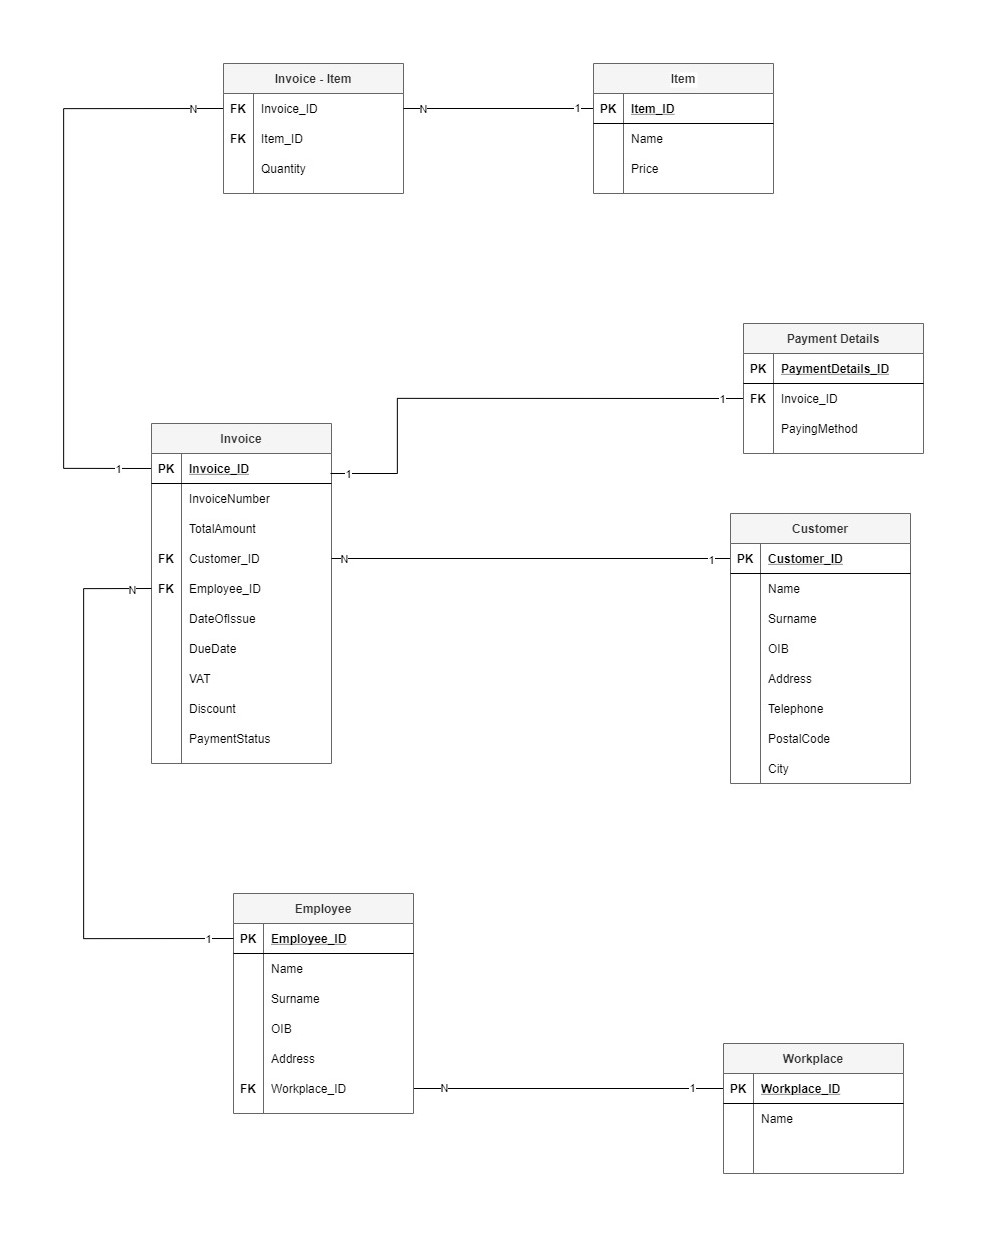 Invoice - Item
N FK Invoice_ID N
FK Item_ID
Quantity
Item
1 PK Item_ID
Name
Price
Payment Details
PK PaymentDetails_ID
1 FK Invoice_ID
PayingMethod
Invoice
1 PK Invoice_ID 1
InvoiceNumber
TotalAmount
FK Customer_ID N
N FK Employee_ID
DateOfIssue
DueDate
VAT
Discount
PaymentStatus
Customer
1 PK Customer_ID
Name
Surname
OIB
Address
Telephone
PostalCode
City
Employee
1 PK Employee_ID
Name
Surname
OIB
Address
FK Workplace_ID N
Workplace
1 PK Workplace_ID
Name